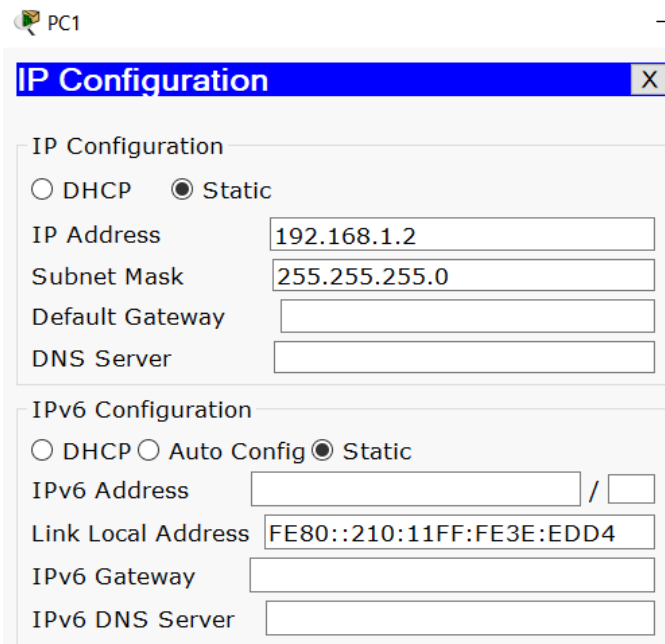 PC1
IP Configuration X
IP Configuration
DHCP Static
IP Address 192.168.1.2
Subnet Mask 255.255.255.0
Default Gateway
DNS Server
IPv6 Configuration
DHCP Auto Config Static
IPv6 Address /
Link Local Address FE80::210:11FF:FE3E:EDD4
IPv6 Gateway
IPv6 DNS Server